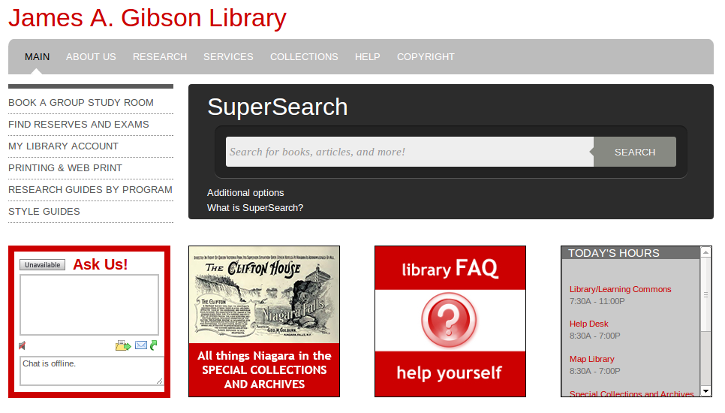 James A. Gibson Library
MAIN ABOUT US RESEARCH SERVICES COLLECTIONS HELP COPYRIGHT
BOOK A GROUP STUDY ROOM
FIND RESERVES AND EXAMS
MY LIBRARY ACCOUNT
PRINTING & WEB PRINT
RESEARCH GUIDES BY PROGRAM
STYLE GUIDES
SuperSearch
Search for books, articles, and more!
SEARCH
Additional options
What is SuperSearch?
Unavailable
Ask Us!
Chat is offline.
THE CLIFTON HOUSE
THE CLIFTON
Niagara Falls
All things Niagara in the
SPECIAL COLLECTIONS
AND ARCHIVES
library FAQ
?
help yourself
TODAY'S HOURS
Library/Learning Commons
7:30A - 11:00P
Help Desk
8:30A - 7:00P
Map Library
8:30A - 7:00P
Special Collections and Archives